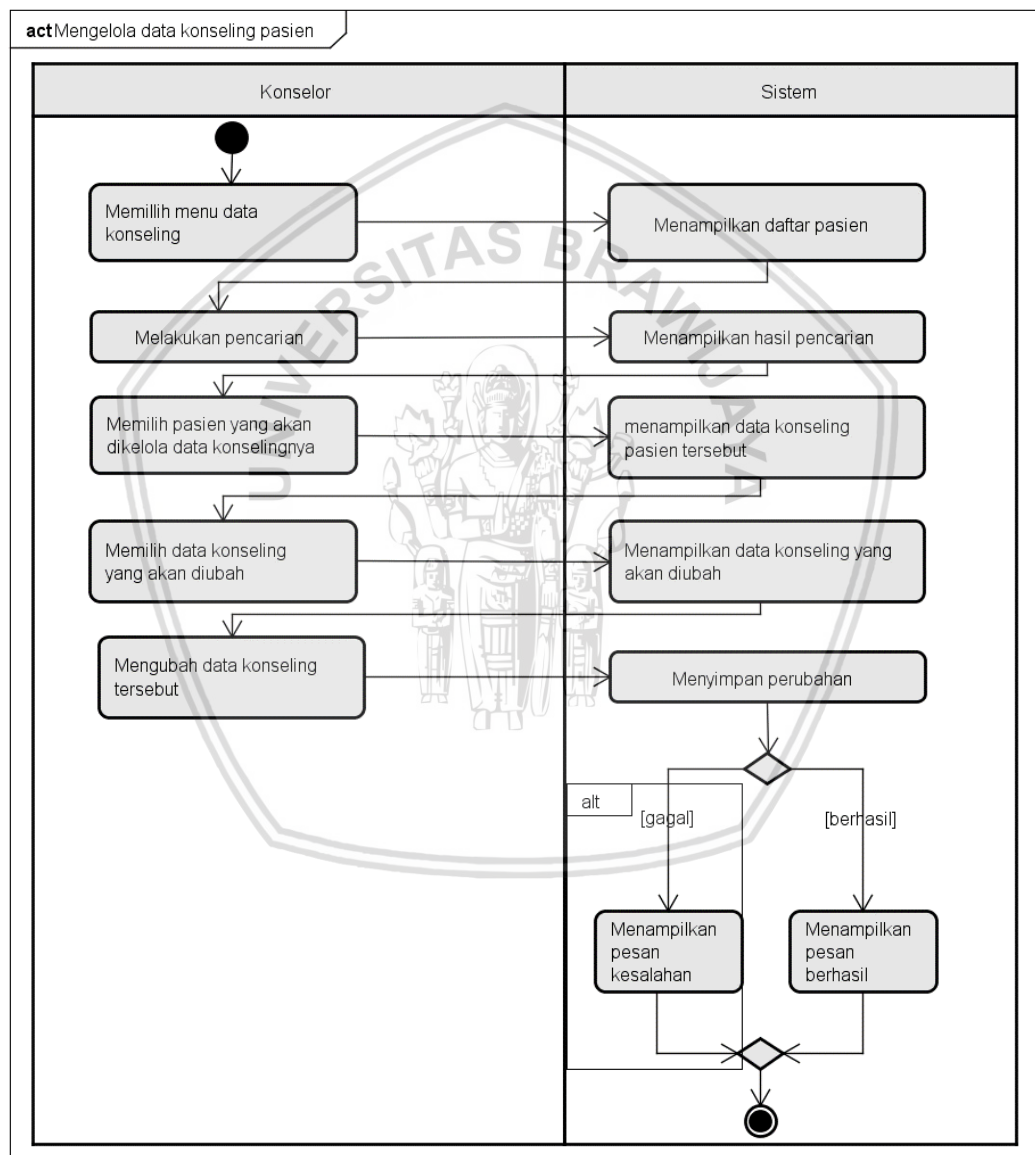 act Mengelola data konseling pasien
Konselor
Sistem
Memillih menu data
konseling
Menampilkan daftar pasien
Melakukan pencarian
Menampilkan hasil pencarian
Memilih pasien yang akan
dikelola data konselingnya
menampilkan data konseling
pasien tersebut
Memilih data konseling
yang akan diubah
Menampilkan data konseling yang
akan diubah
Mengubah data konseling
tersebut
Menyimpan perubahan
alt
[gagal]
[berhasil]
Menampilkan
pesan
kesalahan
Menampilkan
pesan
berhasil
UNIVERSITAS BRAWIJAYA